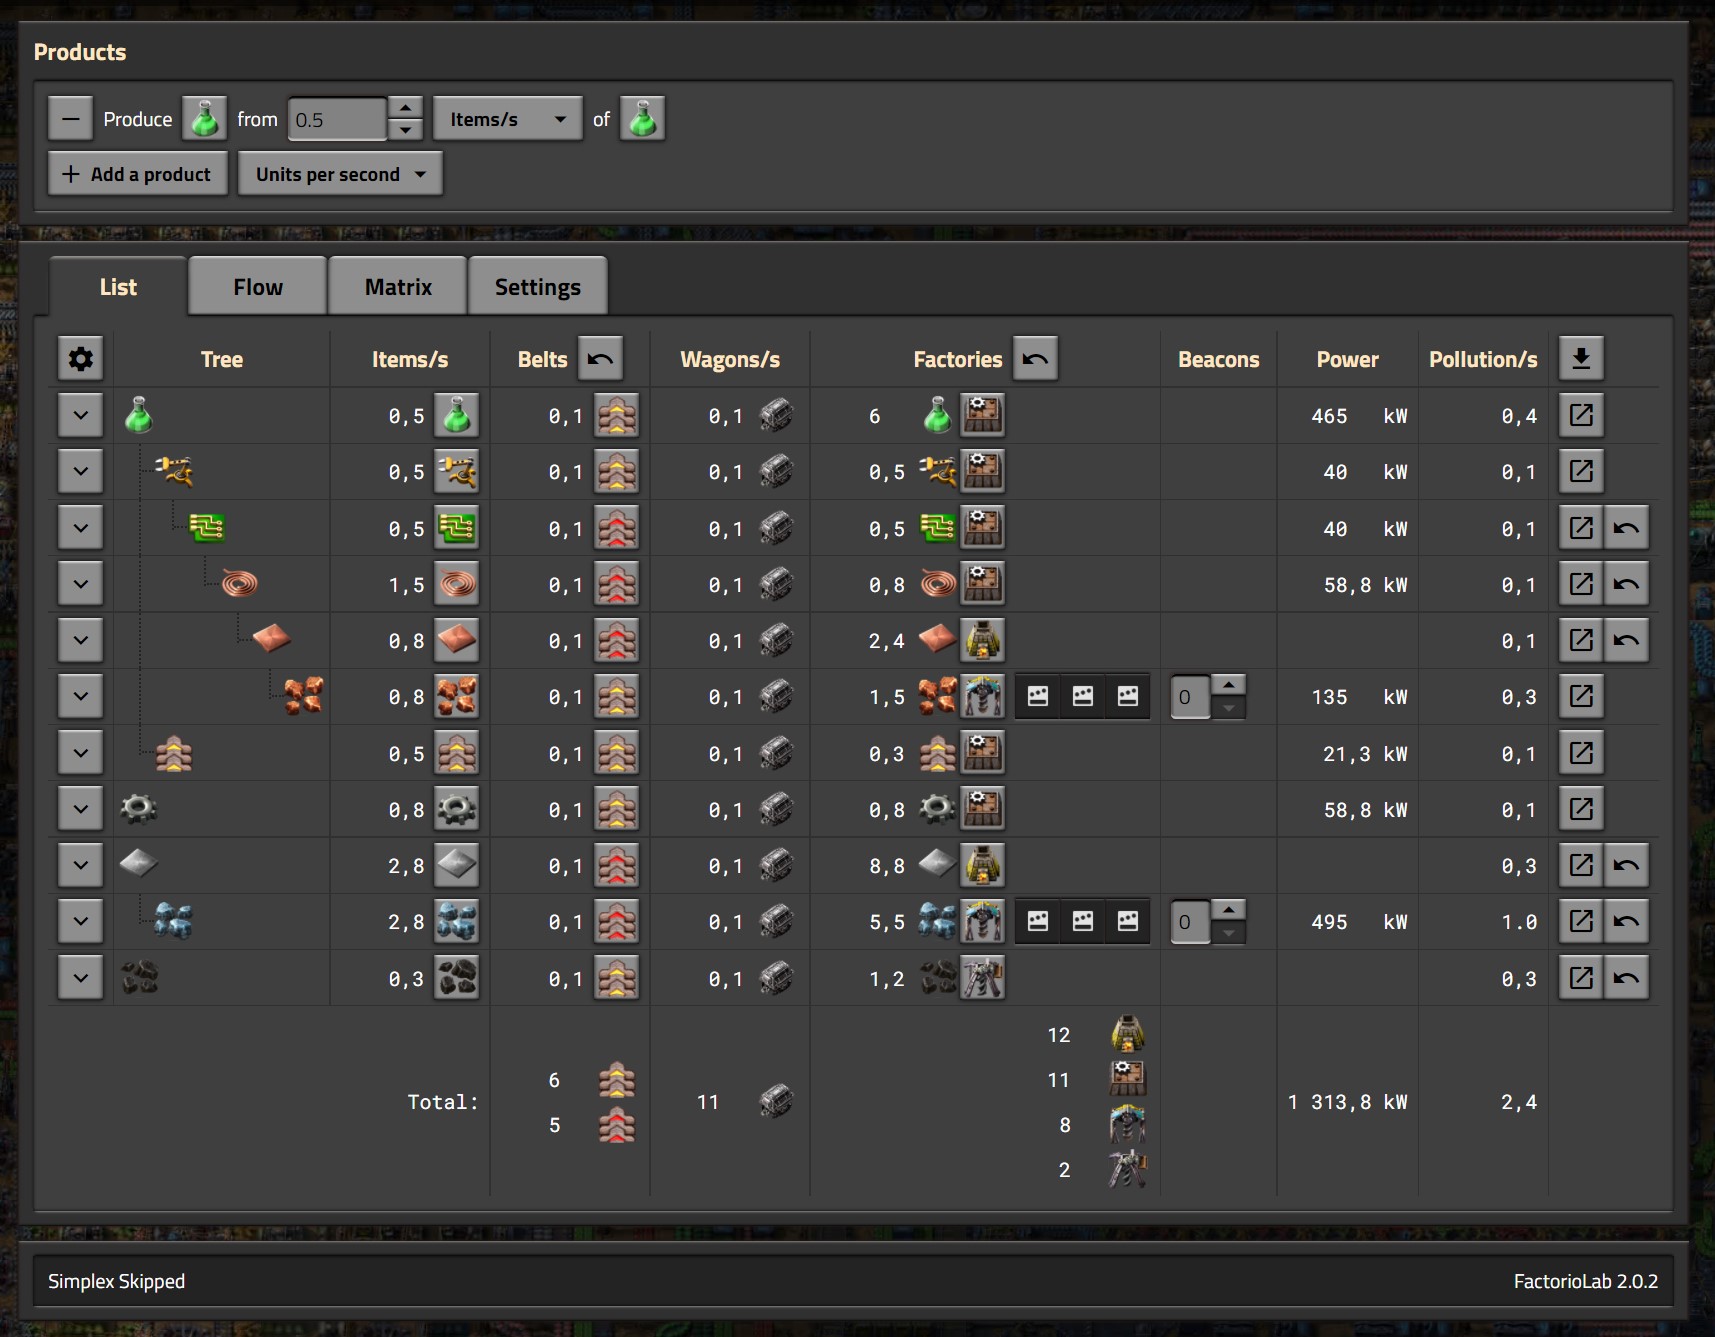 Products
Produce from 0.5 Items/s of
Add a product Units per second
List Flow Matrix Settings
Tree Items/s Belts Wagons/s Factories Beacons Power Pollution/s
0,5 0,1 0,1 6 465 kW 0,4
0,5 0,1 0,1 0,5 40 kW 0,1
0,5 0,1 0,1 0,5 40 kW 0,1
1,5 0,1 0,1 0,8 58,8 kW 0,1
0,8 0,1 0,1 2,4 0,1
0,8 0,1 0,1 1,5 0 135 kW 0,3
0,5 0,1 0,1 0,3 21,3 kW 0,1
0,8 0,1 0,1 0,8 58,8 kW 0,1
2,8 0,1 0,1 8,8 0,3
2,8 0,1 0,1 5,5 0 495 kW 1.0
0,3 0,1 0,1 1,2 0,3
12
6 11
Total: 11 1 313,8 kW 2,4
5 8
2
Simplex Skipped FactorioLab 2.0.2